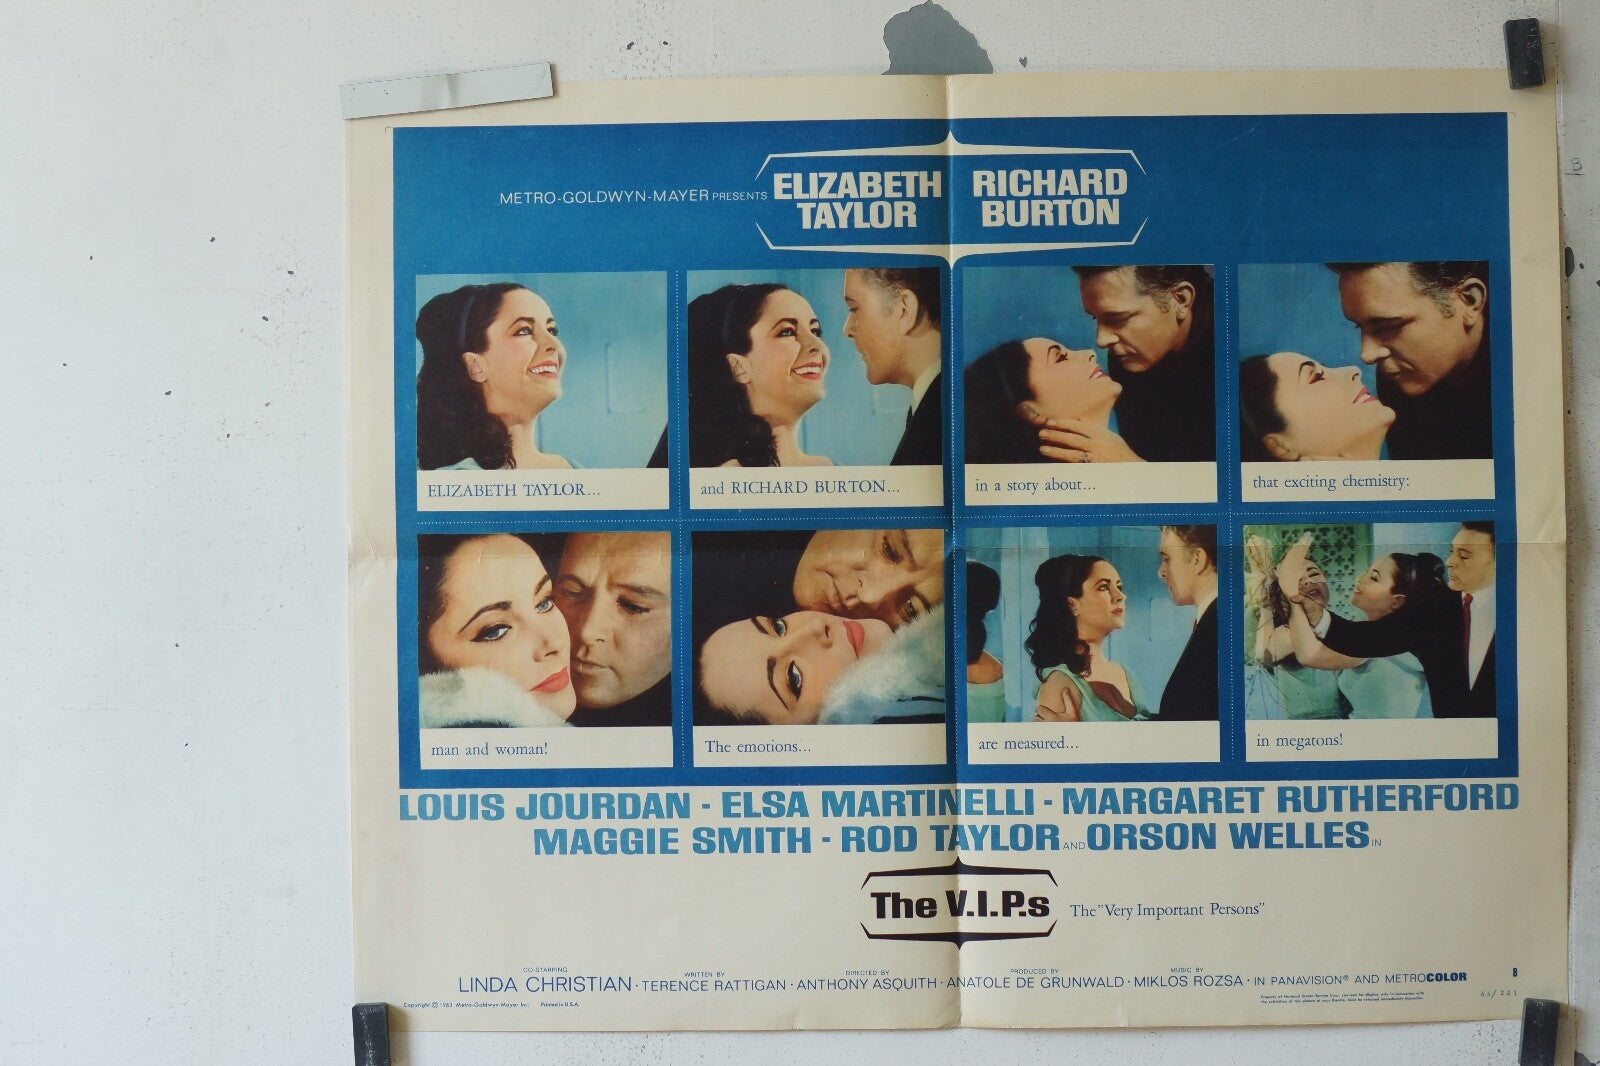 METRO-GOLDWYN-MAYER PRESENTS
ELIZABETH TAYLOR
RICHARD BURTON
ELIZABETH TAYLOR...
and RICHARD BURTON...
in a story about...
that exciting chemistry:
man and woman!
The emotions...
are measured...
in megatons!
LOUIS JOURDAN - ELSA MARTINELLI - MARGARET RUTHERFORD
MAGGIE SMITH - ROD TAYLOR AND ORSON WELLES IN
The V.I.P.s
The "Very Important Persons"
CO-STARRING
LINDA CHRISTIAN ·
WRITTEN BY
TERENCE RATTIGAN ·
DIRECTED BY
ANTHONY ASQUITH ·
PRODUCED BY
ANATOLE DE GRUNWALD ·
MUSIC BY
MIKLOS ROZSA ·
IN PANAVISION® AND METROCOLOR
B
Copyright © 1963 Metro-Goldwyn-Mayer Inc. Printed in U.S.A.
63/221
B